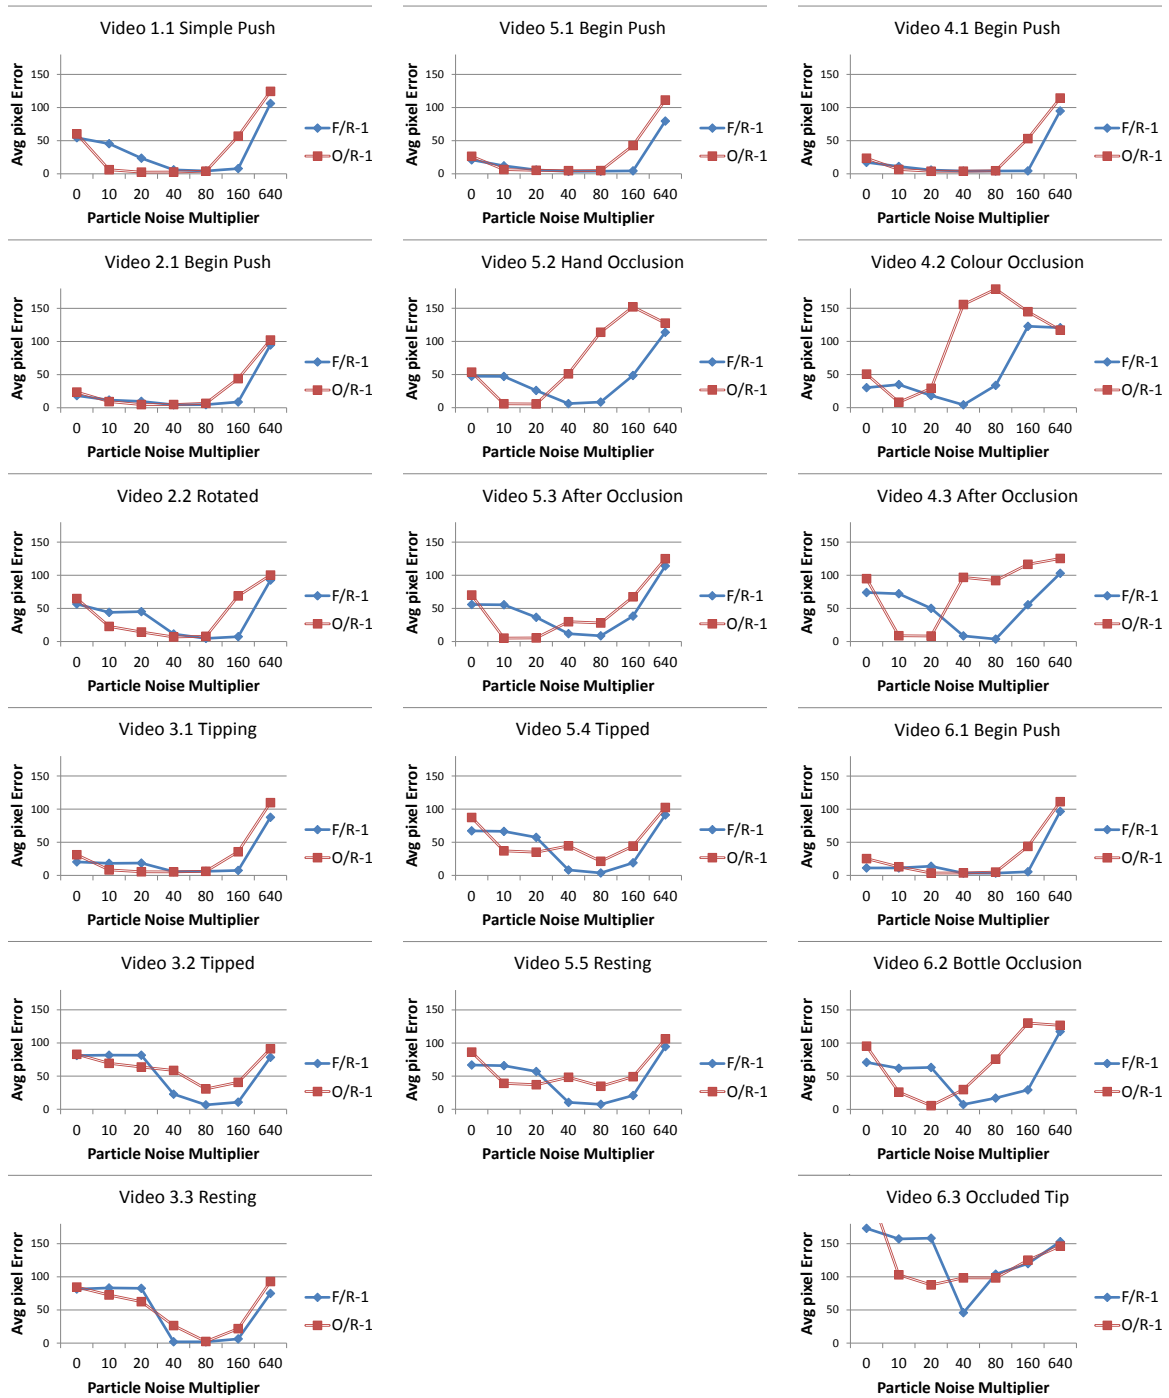 Video 1.1 Simple Push
Avg pixel Error
150
100
50
0
0 10 20 40 80 160 640
Particle Noise Multiplier
F/R-1
O/R-1
Video 5.1 Begin Push
Avg pixel Error
150
100
50
0
0 10 20 40 80 160 640
Particle Noise Multiplier
F/R-1
O/R-1
Video 4.1 Begin Push
Avg pixel Error
150
100
50
0
0 10 20 40 80 160 640
Particle Noise Multiplier
F/R-1
O/R-1
Video 2.1 Begin Push
Avg pixel Error
150
100
50
0
0 10 20 40 80 160 640
Particle Noise Multiplier
F/R-1
O/R-1
Video 5.2 Hand Occlusion
Avg pixel Error
150
100
50
0
0 10 20 40 80 160 640
Particle Noise Multiplier
F/R-1
O/R-1
Video 4.2 Colour Occlusion
Avg pixel Error
150
100
50
0
0 10 20 40 80 160 640
Particle Noise Multiplier
F/R-1
O/R-1
Video 2.2 Rotated
Avg pixel Error
150
100
50
0
0 10 20 40 80 160 640
Particle Noise Multiplier
F/R-1
O/R-1
Video 5.3 After Occlusion
Avg pixel Error
150
100
50
0
0 10 20 40 80 160 640
Particle Noise Multiplier
F/R-1
O/R-1
Video 4.3 After Occlusion
Avg pixel Error
150
100
50
0
0 10 20 40 80 160 640
Particle Noise Multiplier
F/R-1
O/R-1
Video 3.1 Tipping
Avg pixel Error
150
100
50
0
0 10 20 40 80 160 640
Particle Noise Multiplier
F/R-1
O/R-1
Video 5.4 Tipped
Avg pixel Error
150
100
50
0
0 10 20 40 80 160 640
Particle Noise Multiplier
F/R-1
O/R-1
Video 6.1 Begin Push
Avg pixel Error
150
100
50
0
0 10 20 40 80 160 640
Particle Noise Multiplier
F/R-1
O/R-1
Video 3.2 Tipped
Avg pixel Error
150
100
50
0
0 10 20 40 80 160 640
Particle Noise Multiplier
F/R-1
O/R-1
Video 5.5 Resting
Avg pixel Error
150
100
50
0
0 10 20 40 80 160 640
Particle Noise Multiplier
F/R-1
O/R-1
Video 6.2 Bottle Occlusion
Avg pixel Error
150
100
50
0
0 10 20 40 80 160 640
Particle Noise Multiplier
F/R-1
O/R-1
Video 3.3 Resting
Avg pixel Error
150
100
50
0
0 10 20 40 80 160 640
Particle Noise Multiplier
F/R-1
O/R-1
Video 6.3 Occluded Tip
Avg pixel Error
150
100
50
0
0 10 20 40 80 160 640
Particle Noise Multiplier
F/R-1
O/R-1